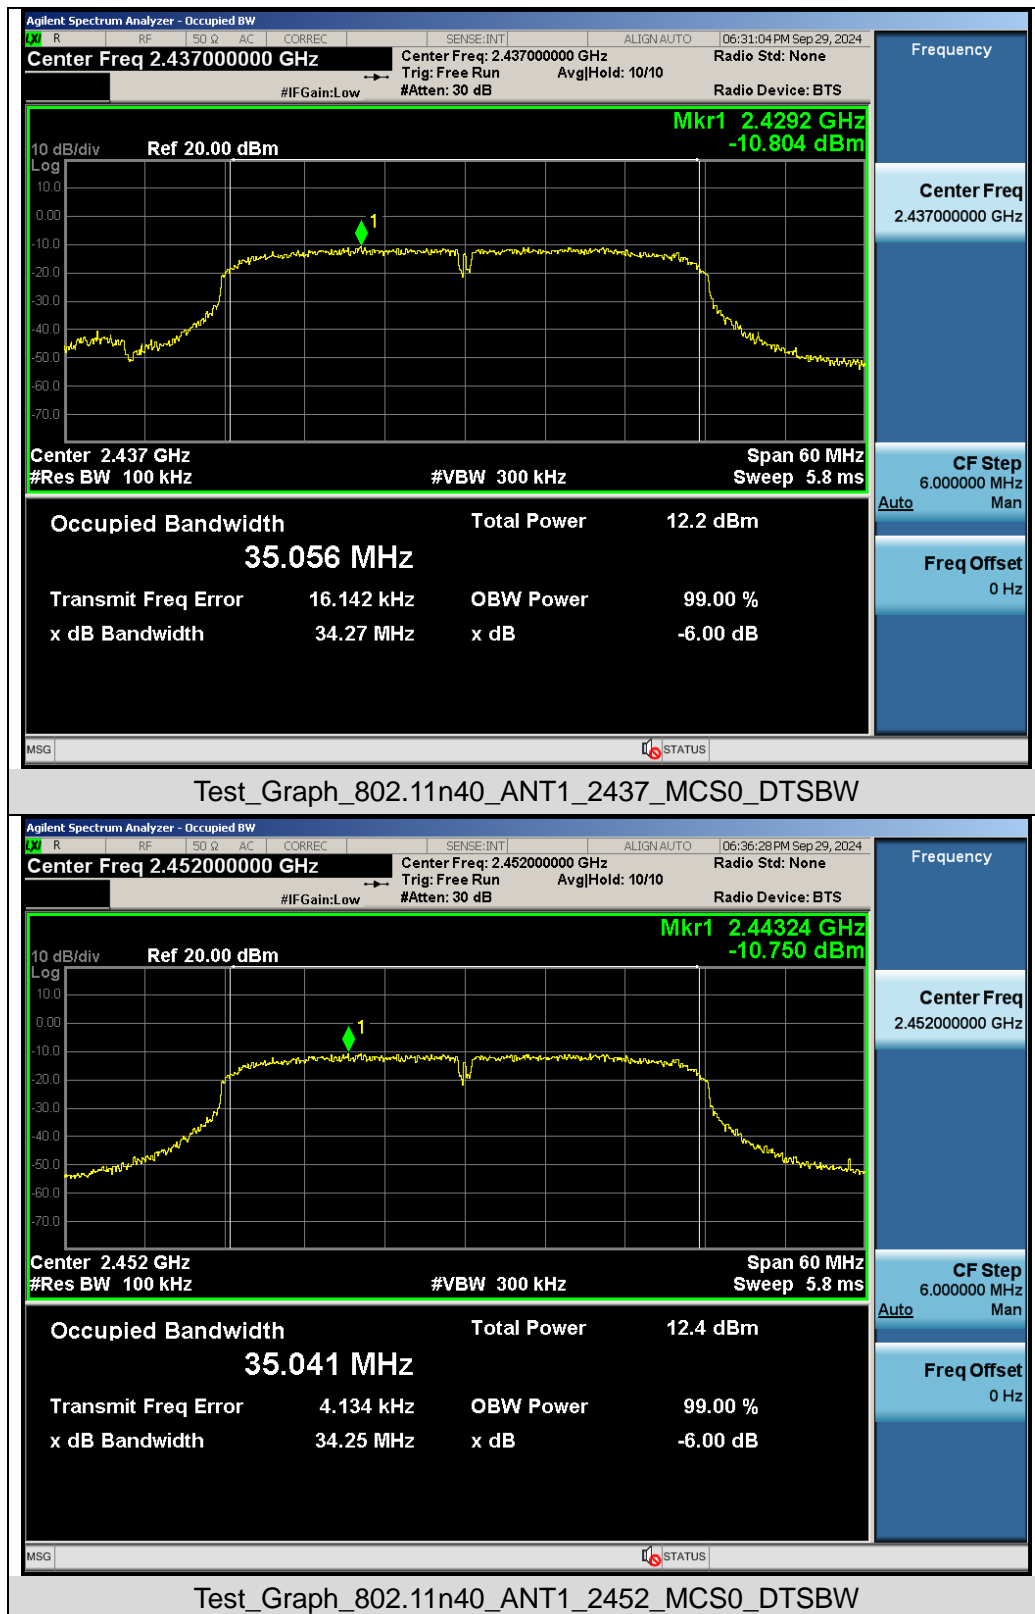 Agilent Spectrum Analyzer - Occupied BW
LXI R RF 50 Ω AC CORREC SENSE:INT ALIGN AUTO 06:31:04 PM Sep 29, 2024
Center Freq 2.437000000 GHz
Center Freq: 2.437000000 GHz Radio Std: None
Trig: Free Run Avg|Hold: 10/10
#IFGain:Low #Atten: 30 dB Radio Device: BTS
Frequency
Mkr1 2.4292 GHz
-10.804 dBm
10 dB/div Ref 20.00 dBm
Log
10.0
0.00
-10.0
-20.0
-30.0
-40.0
-50.0
-60.0
-70.0
1
Center 2.437 GHz Span 60 MHz
#Res BW 100 kHz #VBW 300 kHz Sweep 5.8 ms
Center Freq
2.437000000 GHz
CF Step
6.000000 MHz
Auto Man
Freq Offset
0 Hz
Occupied Bandwidth Total Power 12.2 dBm
35.056 MHz
Transmit Freq Error 16.142 kHz OBW Power 99.00 %
x dB Bandwidth 34.27 MHz x dB -6.00 dB
MSG STATUS
Test_Graph_802.11n40_ANT1_2437_MCS0_DTSBW
Agilent Spectrum Analyzer - Occupied BW
LXI R RF 50 Ω AC CORREC SENSE:INT ALIGN AUTO 06:36:28 PM Sep 29, 2024
Center Freq 2.452000000 GHz
Center Freq: 2.452000000 GHz Radio Std: None
Trig: Free Run Avg|Hold: 10/10
#IFGain:Low #Atten: 30 dB Radio Device: BTS
Frequency
Mkr1 2.44324 GHz
-10.750 dBm
10 dB/div Ref 20.00 dBm
Log
10.0
0.00
-10.0
-20.0
-30.0
-40.0
-50.0
-60.0
-70.0
1
Center 2.452 GHz Span 60 MHz
#Res BW 100 kHz #VBW 300 kHz Sweep 5.8 ms
Center Freq
2.452000000 GHz
CF Step
6.000000 MHz
Auto Man
Freq Offset
0 Hz
Occupied Bandwidth Total Power 12.4 dBm
35.041 MHz
Transmit Freq Error 4.134 kHz OBW Power 99.00 %
x dB Bandwidth 34.25 MHz x dB -6.00 dB
MSG STATUS
Test_Graph_802.11n40_ANT1_2452_MCS0_DTSBW